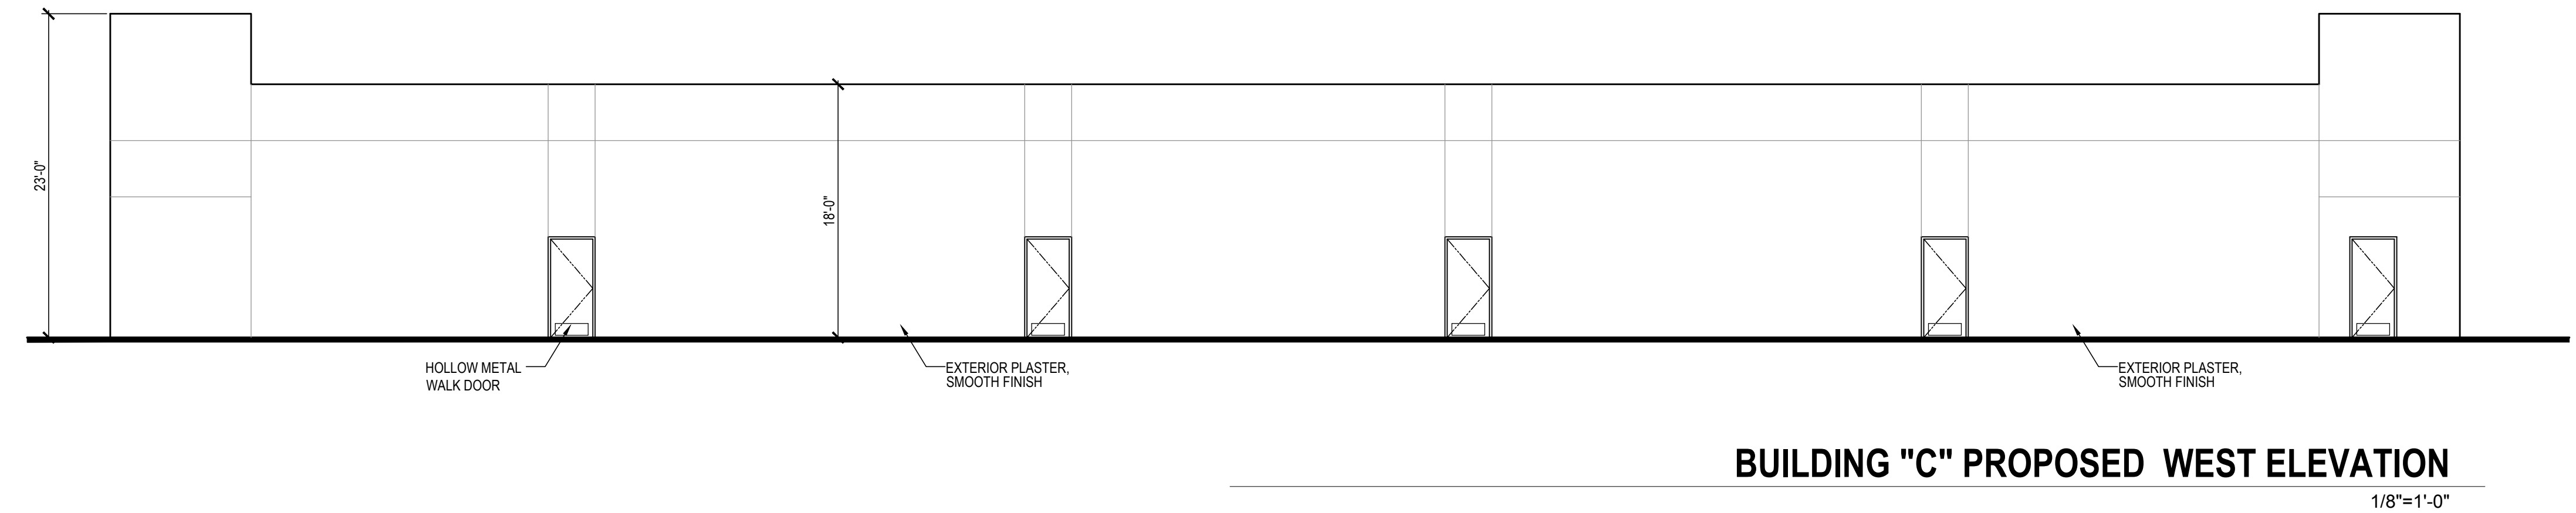 23'-0"
18'-0"
HOLLOW METAL
WALK DOOR
EXTERIOR PLASTER,
SMOOTH FINISH
EXTERIOR PLASTER,
SMOOTH FINISH
BUILDING "C" PROPOSED  WEST ELEVATION
1/8"=1'-0"